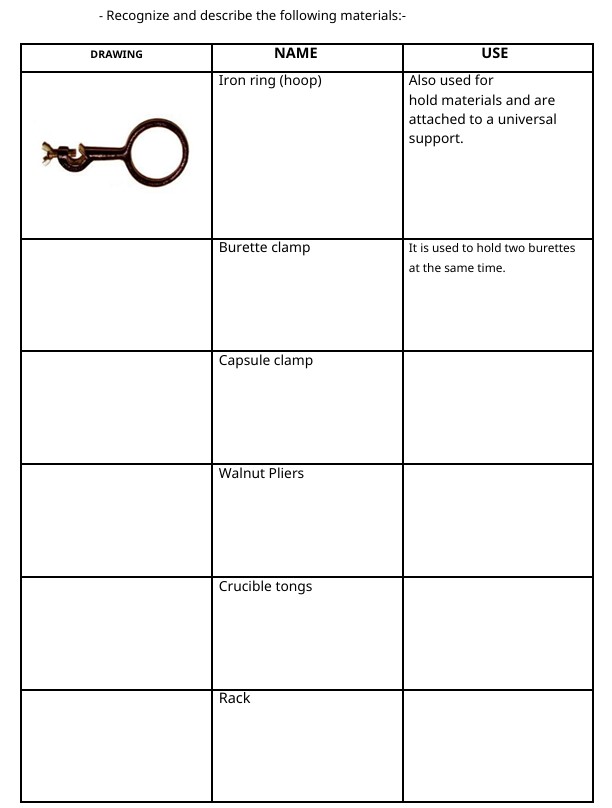 - Recognize and describe the following materials:-
DRAWING NAME USE
Iron ring (hoop)
Also used for
hold materials and are
attached to a universal
support.
Burette clamp
It is used to hold two burettes
at the same time.
Capsule clamp
Walnut Pliers
Crucible tongs
Rack